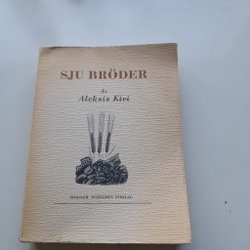 SJU BRÖDER
Av
Aleksis Kivi
HOLGER SCHILDTS FÖRLAG